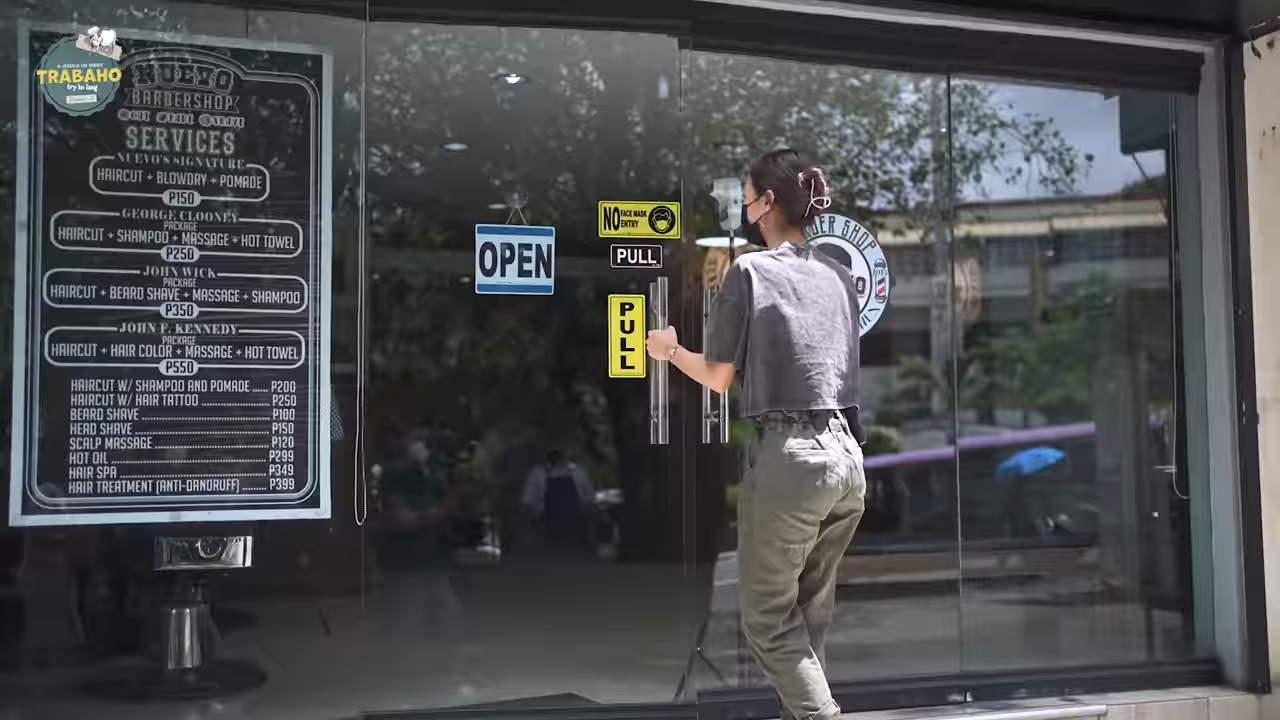 TRABAHO
try ko lang
NUEVO
BARBERSHOP
SERVICES
NUEVO'S SIGNATURE
HAIRCUT + BLOWDRY + POMADE
P150
GEORGE CLOONEY
PACKAGE
HAIRCUT + SHAMPOO + MASSAGE + HOT TOWEL
P250
JOHN WICK
PACKAGE
HAIRCUT + BEARD SHAVE + MASSAGE + SHAMPOO
P350
JOHN F. KENNEDY
PACKAGE
HAIRCUT + HAIR COLOR + MASSAGE + HOT TOWEL
P550
HAIRCUT W/ SHAMPOO AND POMADE ...... P200
HAIRCUT W/ HAIR TATTOO ...... P250
BEARD SHAVE ...... P100
HEAD SHAVE ...... P150
SCALP MASSAGE ...... P120
HOT OIL ...... P299
HAIR SPA ...... P349
HAIR TREATMENT (ANTI-DANDRUFF) ...... P399
OPEN
NO FACE MASK
ENTRY
PULL
PULL
SHOP